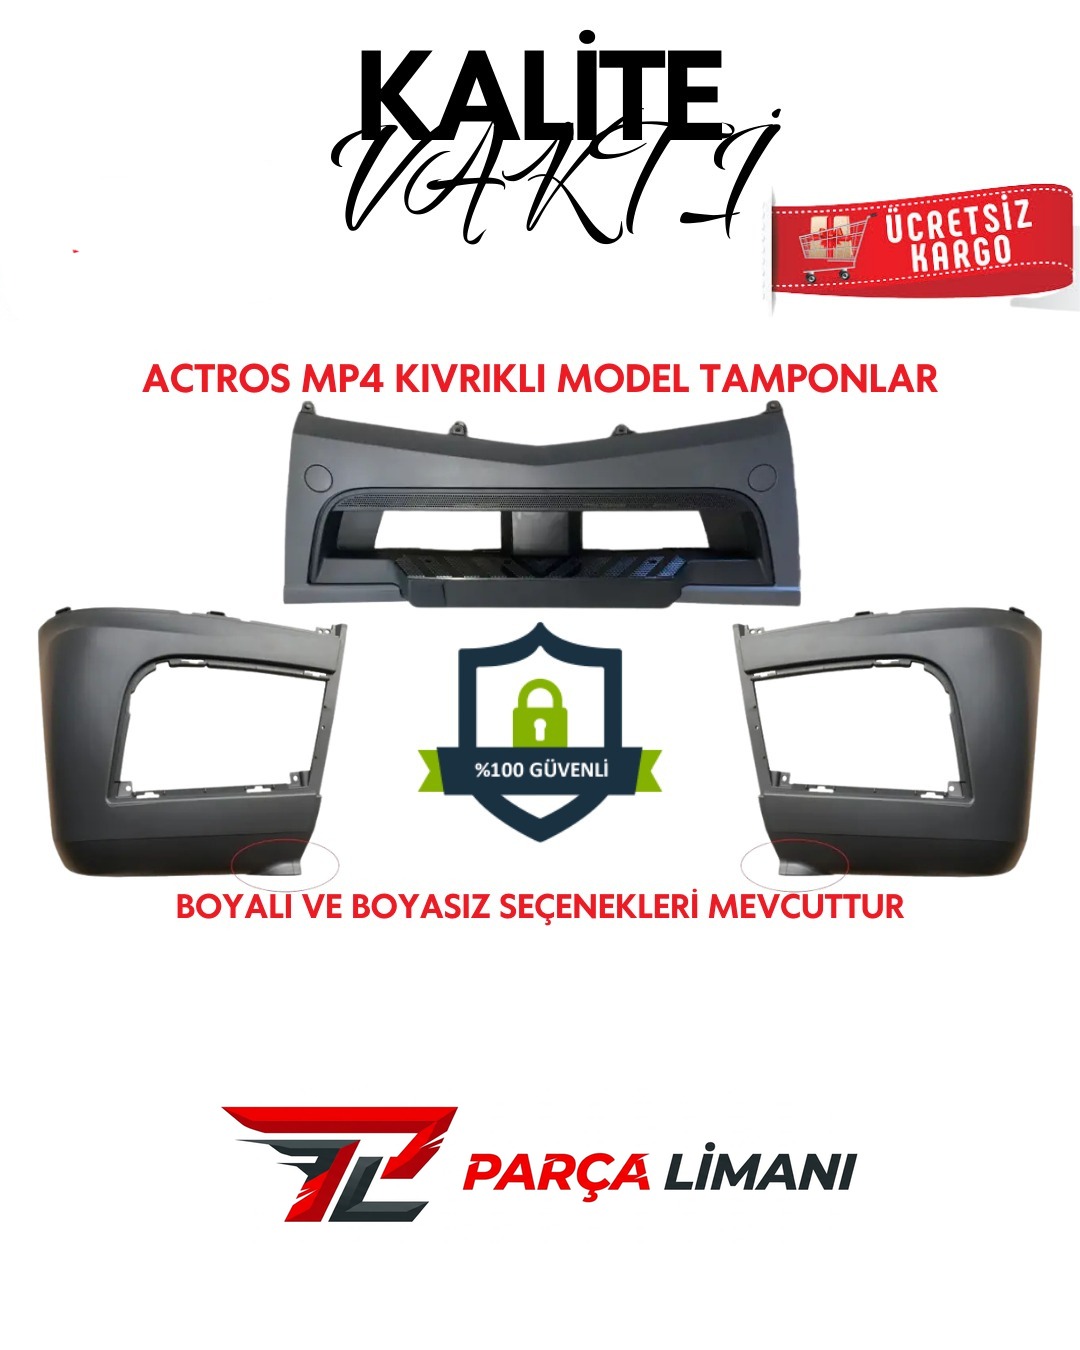 KALİTE
VAKTİ
ÜCRETSİZ
KARGO
ACTROS MP4 KIVRIKLI MODEL TAMPONLAR
%100 GÜVENLİ
BOYALI VE BOYASIZ SEÇENEKLERİ MEVCUTTUR
PARÇA LİMANI